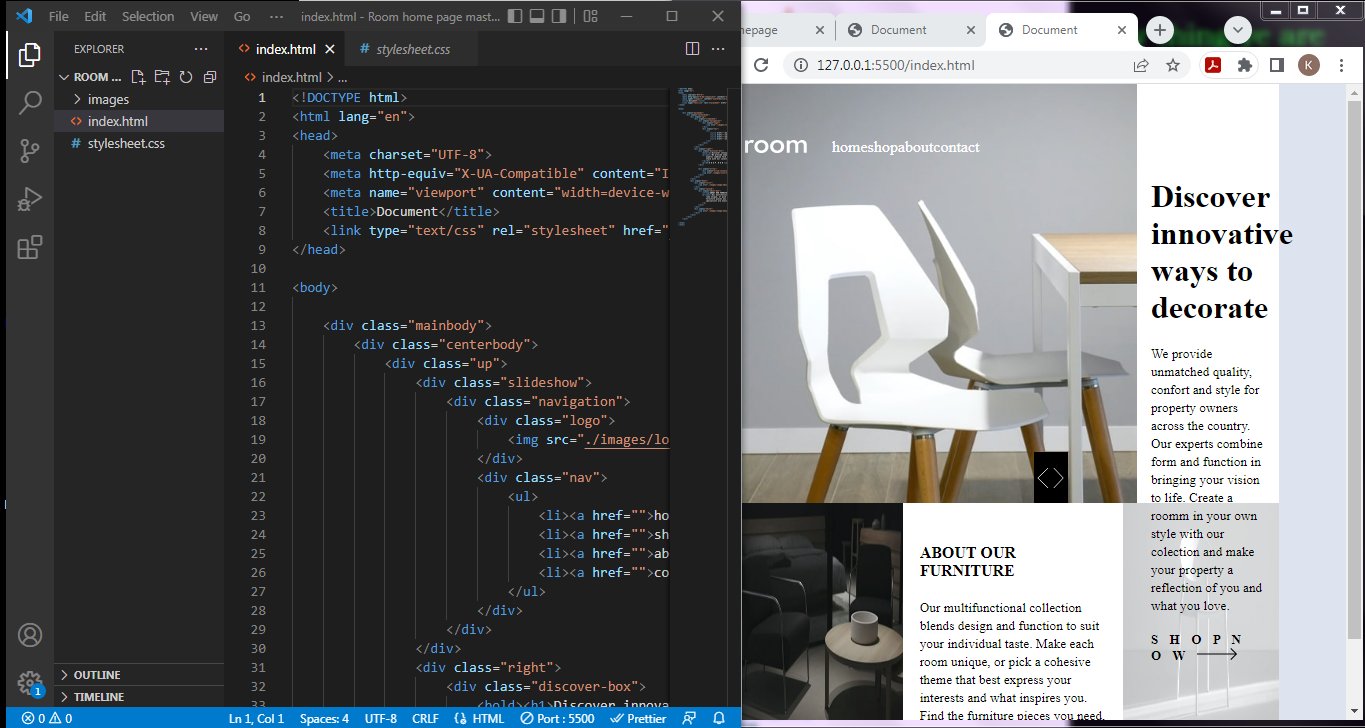 File Edit Selection View Go ... index.html - Room home page mast...
EXPLORER ...
ROOM ...
images
index.html
stylesheet.css
OUTLINE
TIMELINE
index.html stylesheet.css ...
index.html > ...
1 <!DOCTYPE html>
2 <html lang="en">
3 <head>
4 <meta charset="UTF-8">
5 <meta http-equiv="X-UA-Compatible" content="I
6 <meta name="viewport" content="width=device-w
7 <title>Document</title>
8 <link type="text/css" rel="stylesheet" href="
9 </head>
10
11 <body>
12
13 <div class="mainbody">
14 <div class="centerbody">
15 <div class="up">
16 <div class="slideshow">
17 <div class="navigation">
18 <div class="logo">
19 <img src="./images/lo
20 </div>
21 <div class="nav">
22 <ul>
23 <li><a href="">ho
24 <li><a href="">sh
25 <li><a href="">ab
26 <li><a href="">co
27 </ul>
28 </div>
29 </div>
30 </div>
31 <div class="right">
32 <div class="discover-box">
33 <bold><h1>Discover innova
1
0 0 Ln 1, Col 1 Spaces: 4 UTF-8 CRLF HTML Port : 5500 Prettier
mepage Document Document
127.0.0.1:5500/index.html K
room homeshopaboutcontact
Discover
innovative
ways to
decorate
We provide
unmatched quality,
confort and style for
property owners
across the country.
Our experts combine
form and function in
bringing your vision
to life. Create a
roomm in your own
style with our
colection and make
your property a
reflection of you and
what you love.
S H O P N
O W
ABOUT OUR
FURNITURE
Our multifunctional collection
blends design and function to suit
your individual taste. Make each
room unique, or pick a cohesive
theme that best express your
interests and what inspires you.
Find the furniture pieces you need,